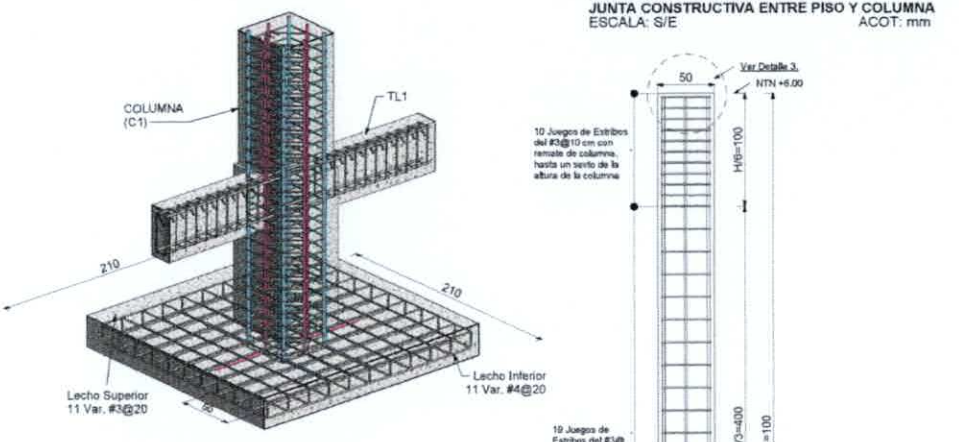 JUNTA CONSTRUCTIVA ENTRE PISO Y COLUMNA
ESCALA: S/E
ACOT: mm
COLUMNA
(C1)
TL1
210
210
Lecho Superior
11 Var. #3@20
Lecho Inferior
11 Var. #4@20
50
Ver Detalle 3.
NTN +6.00
10 Juegos de Estribos
del #3@10 cm con
remate de columna,
hasta un sexto de la
altura de la columna
H/6=100
19 Juegos de
Estribos del #3@
/3=400
=100